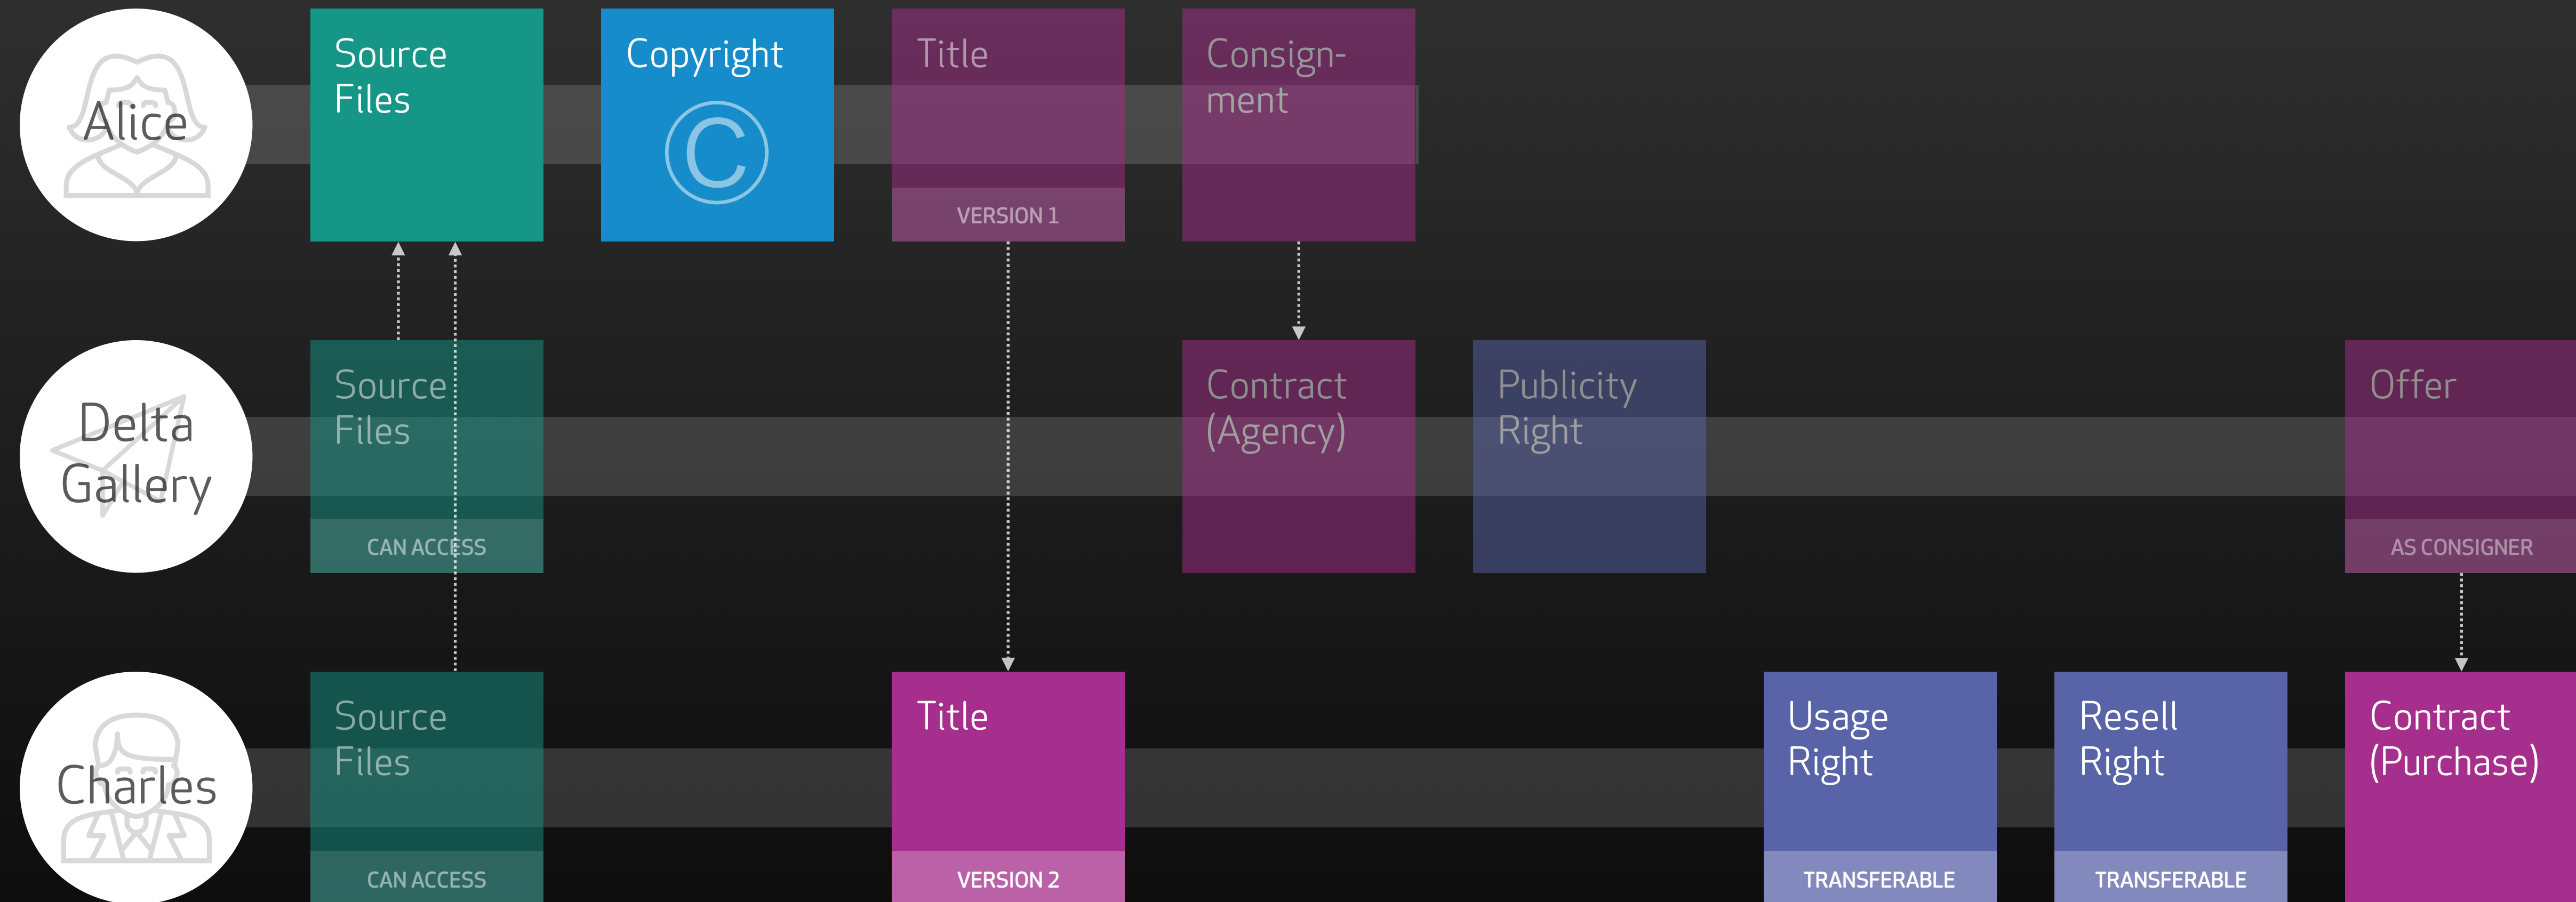 Alice
Source
Files
Copyright
©
Title
VERSION 1
Consign-
ment
Delta
Gallery
Source
Files
CAN ACCESS
Contract
(Agency)
Publicity
Right
Offer
AS CONSIGNER
Charles
Source
Files
CAN ACCESS
Title
VERSION 2
Usage
Right
TRANSFERABLE
Resell
Right
TRANSFERABLE
Contract
(Purchase)